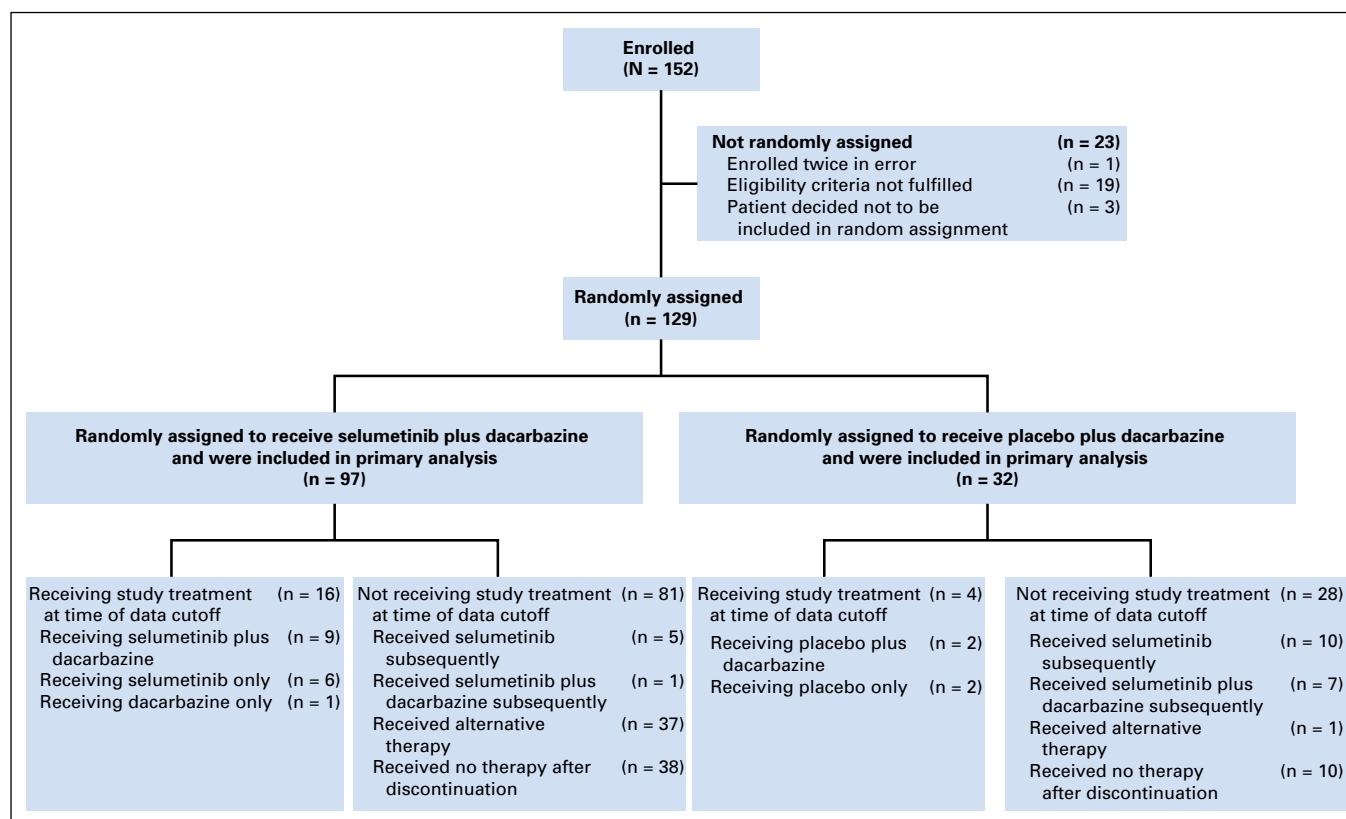 Enrolled
(N = 152)
Not randomly assigned (n = 23)
Enrolled twice in error (n = 1)
Eligibility criteria not fulfilled (n = 19)
Patient decided not to be (n = 3)
included in random assignment
Randomly assigned
(n = 129)
Randomly assigned to receive selumetinib plus dacarbazine
and were included in primary analysis
(n = 97)
Randomly assigned to receive placebo plus dacarbazine
and were included in primary analysis
(n = 32)
Receiving study treatment (n = 16)
at time of data cutoff
Receiving selumetinib plus (n = 9)
dacarbazine
Receiving selumetinib only (n = 6)
Receiving dacarbazine only (n = 1)
Not receiving study treatment (n = 81)
at time of data cutoff
Received selumetinib (n = 5)
subsequently
Received selumetinib plus (n = 1)
dacarbazine subsequently
Received alternative (n = 37)
therapy
Received no therapy after (n = 38)
discontinuation
Receiving study treatment (n = 4)
at time of data cutoff
Receiving placebo plus (n = 2)
dacarbazine
Receiving placebo only (n = 2)
Not receiving study treatment (n = 28)
at time of data cutoff
Received selumetinib (n = 10)
subsequently
Received selumetinib plus (n = 7)
dacarbazine subsequently
Received alternative (n = 1)
therapy
Received no therapy (n = 10)
after discontinuation